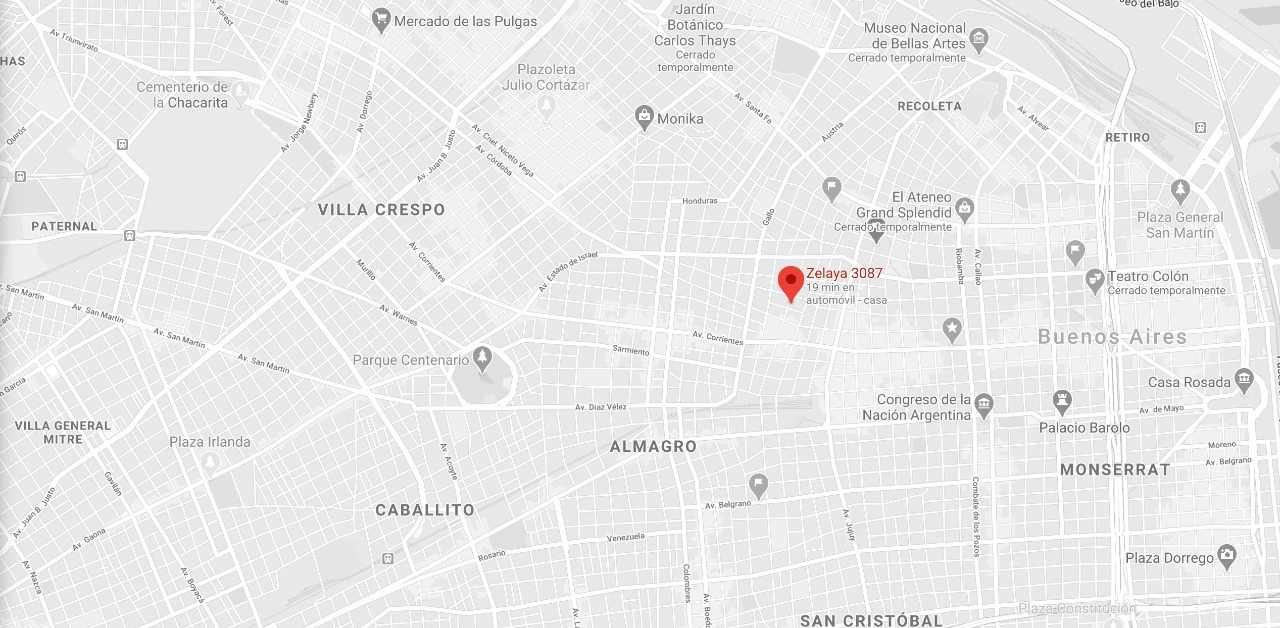 seo del Bajo
Jardín
Botánico
Carlos Thays
Cerrado
temporalmente
Mercado de las Pulgas
Museo Nacional
de Bellas Artes
Cerrado temporalmente
Av. Triunvirato
Av. Forest
HAS
Plazoleta
Julio Cortázar
Cementerio de
la Chacarita
Av. Jorge Newbery
Av. Dorrego
Av. Santa Fe
RECOLETA
Av. Alvear
Monika
Austria
Quirós
Av. Juan B. Justo
Av. Cnel. Niceto Vega
Av. Córdoba
RETIRO
El Ateneo
Grand Splendid
Cerrado temporalmente
Honduras
Gallo
VILLA CRESPO
PATERNAL
Plaza General
San Martín
Av. Corrientes
Murillo
Av. Estado de Israel
Riobamba
Av. Callao
Zelaya 3087
19 min en
automóvil - casa
Teatro Colón
Cerrado temporalmente
San Martín
Av. San Martín
Av. San Martín
Av. San Martín
Av. Warnes
Av. Corrientes
Buenos Aires
Sarmiento
Parque Centenario
Garcia
Casa Rosada
Congreso de la
Nación Argentina
Av. Díaz Vélez
Av. de Mayo
Palacio Barolo
VILLA GENERAL
MITRE
Plaza Irlanda
ALMAGRO
Moreno
Av. Belgrano
MONSERRAT
Av. Acoyte
Gavilán
Av. Juan B. Justo
Av. Belgrano
CABALLITO
Av. Jujuy
Combate de los Pozos
Av. Gaona
Venezuela
Rosario
Plaza Dorrego
Av. Nazca
Av. Boyacá
Colombres
Av. Boedo
Av. La
Plaza Constitución
SAN CRISTÓBAL